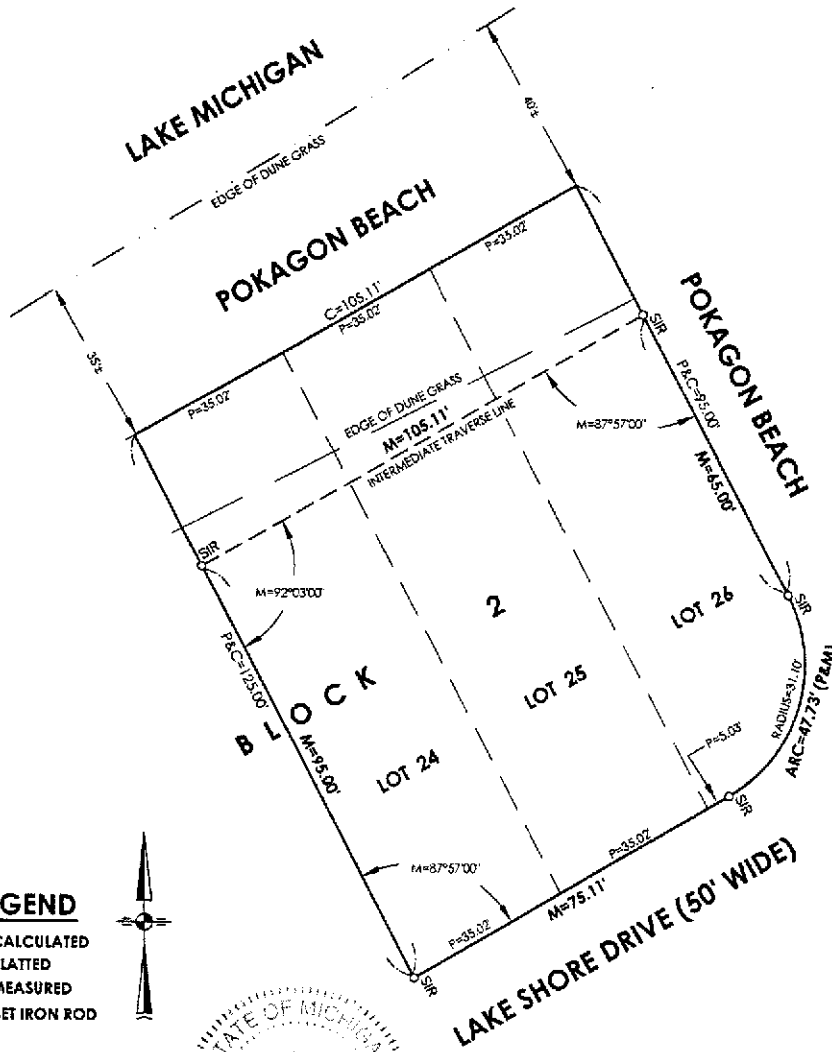 LAKE MICHIGAN
EDGE OF DUNE GRASS
40'±
POKAGON BEACH
P=35.02'
C=105.11'
P=35.02'
35'±
P=35.02'
POKAGON BEACH
SIR
P&C=95.00'
EDGE OF DUNE GRASS
M=105.11'
INTERMEDIATE TRAVERSE LINE
M=87°57'00"
M=65.00'
SIR
M=92°03'00"
P&C=125.00'
2
LOT 26
SIR
BLOCK
LOT 25
RADIUS=31.10'
ARC=47.73' (P&M)
M=95.00'
LOT 24
P=5.03'
SIR
M=87°57'00"
P=35.02'
M=75.11'
P=35.02'
SIR
LAKE SHORE DRIVE (50' WIDE)
GEND
CALCULATED
LATTED
MEASURED
SET IRON ROD
TATE OF MICHIGA